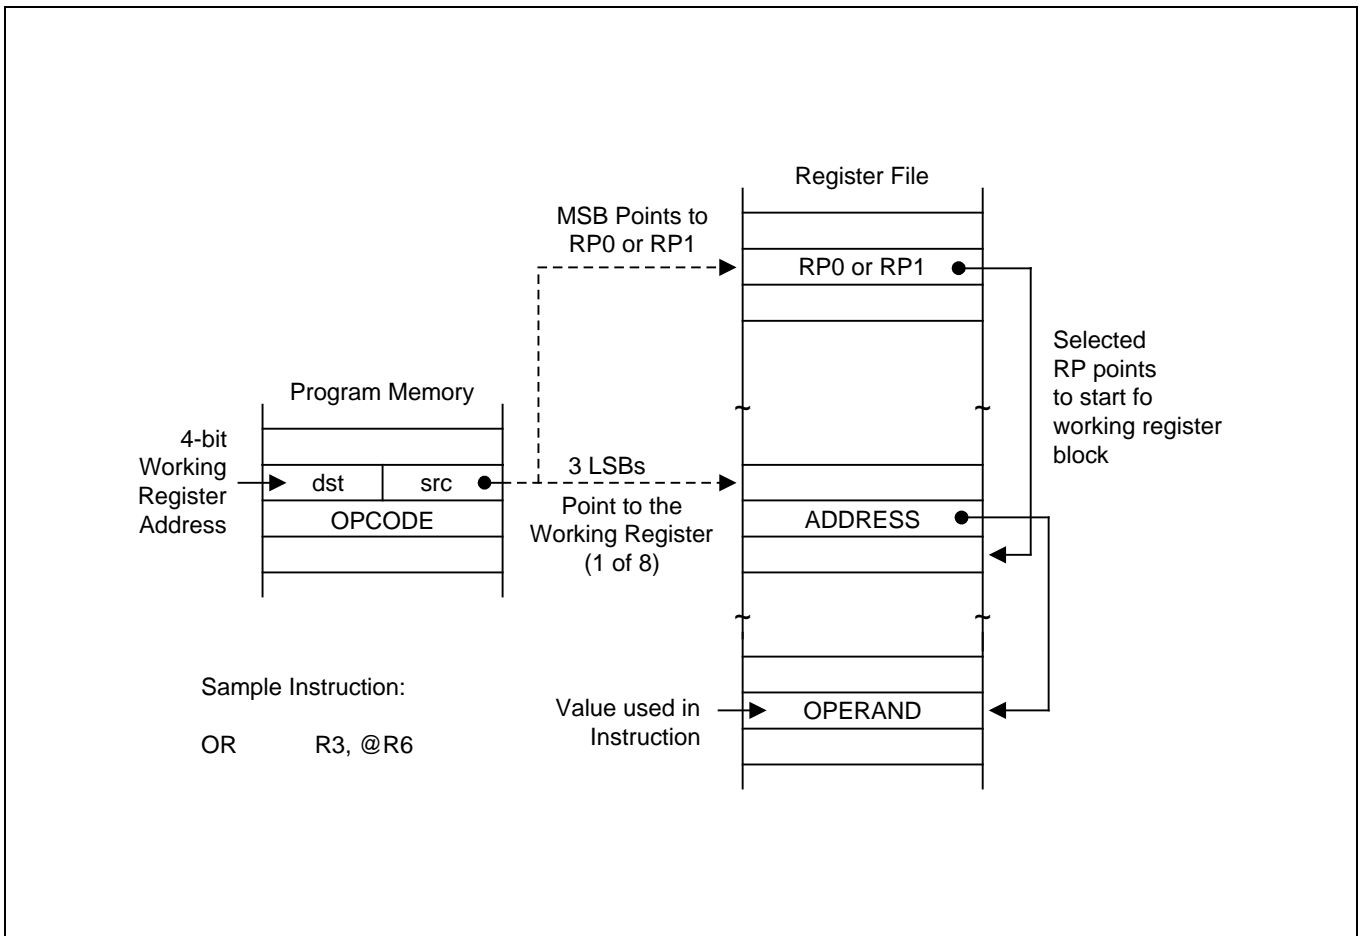 Register File
MSB Points to
RP0 or RP1
RP0 or RP1
Selected
RP points
to start fo
working register
block
Program Memory
4-bit
Working
Register
Address
dst
src
OPCODE
3 LSBs
Point to the
Working Register
(1 of 8)
ADDRESS
~
~
~
~
Sample Instruction:
OR R3, @R6
Value used in
Instruction
OPERAND